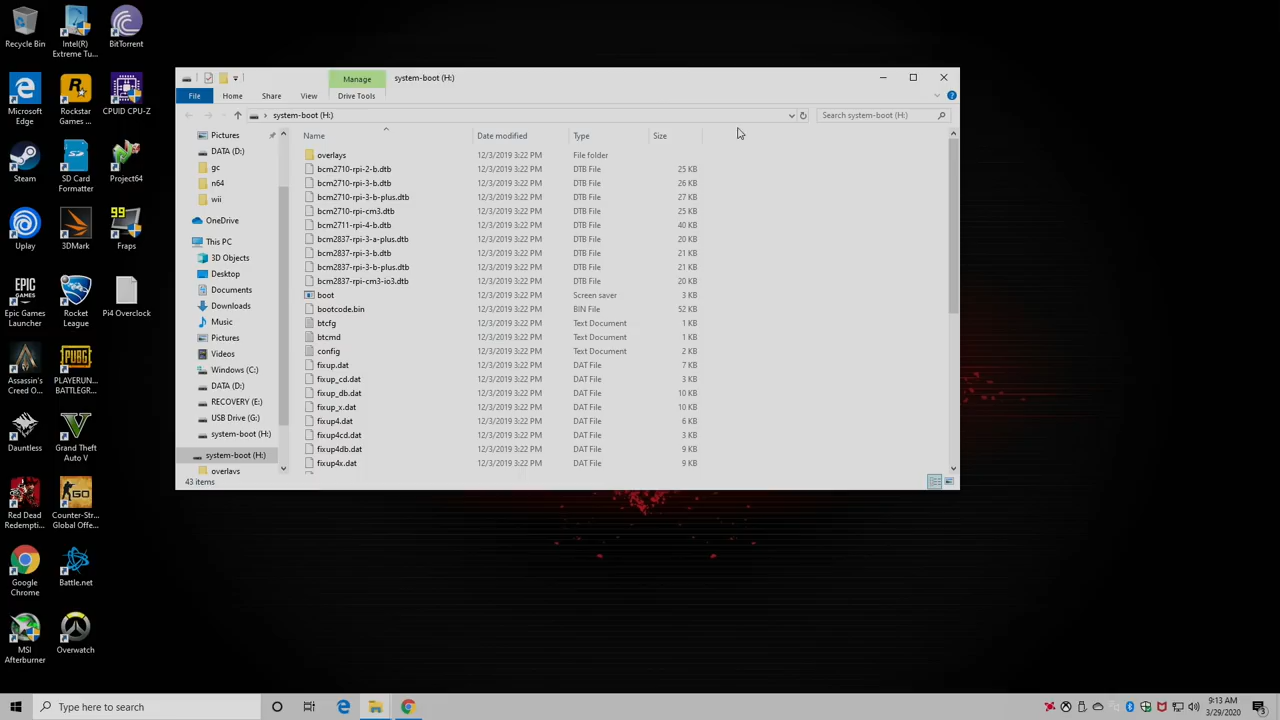 Recycle Bin
Intel(R)
Extreme Tu...
BitTorrent
Microsoft
Edge
Rockstar
Games ...
CPUID CPU-Z
Steam
SD Card
Formatter
Project64
Uplay
3DMark
99
Fraps
EPIC
GAMES
Epic Games
Launcher
Rocket
League
Pi4 Overclock
Assassin's
Creed O...
PUBG
PLAYERUN...
BATTLEGR...
Dauntless
Grand Theft
Auto V
Red Dead
Redempti...
GO
Counter-Str...
Global Offe...
Google
Chrome
Battle.net
MSI
Afterburner
Overwatch
Manage
system-boot (H:)
File
Home
Share
View
Drive Tools
system-boot (H:)
Search system-boot (H:)
Pictures
DATA (D:)
gc
n64
wii
OneDrive
This PC
3D Objects
Desktop
Documents
Downloads
Music
Pictures
Videos
Windows (C:)
DATA (D:)
RECOVERY (E:)
USB Drive (G:)
system-boot (H:)
system-boot (H:)
overlays
Name Date modified Type Size
overlays 12/3/2019 3:22 PM File folder
bcm2710-rpi-2-b.dtb 12/3/2019 3:22 PM DTB File 25 KB
bcm2710-rpi-3-b.dtb 12/3/2019 3:22 PM DTB File 26 KB
bcm2710-rpi-3-b-plus.dtb 12/3/2019 3:22 PM DTB File 27 KB
bcm2710-rpi-cm3.dtb 12/3/2019 3:22 PM DTB File 25 KB
bcm2711-rpi-4-b.dtb 12/3/2019 3:22 PM DTB File 40 KB
bcm2837-rpi-3-a-plus.dtb 12/3/2019 3:22 PM DTB File 20 KB
bcm2837-rpi-3-b.dtb 12/3/2019 3:22 PM DTB File 21 KB
bcm2837-rpi-3-b-plus.dtb 12/3/2019 3:22 PM DTB File 21 KB
bcm2837-rpi-cm3-io3.dtb 12/3/2019 3:22 PM DTB File 20 KB
boot 12/3/2019 3:22 PM Screen saver 3 KB
bootcode.bin 12/3/2019 3:22 PM BIN File 52 KB
btcfg 12/3/2019 3:22 PM Text Document 1 KB
btcmd 12/3/2019 3:22 PM Text Document 1 KB
config 12/3/2019 3:22 PM Text Document 2 KB
fixup.dat 12/3/2019 3:22 PM DAT File 7 KB
fixup_cd.dat 12/3/2019 3:22 PM DAT File 3 KB
fixup_db.dat 12/3/2019 3:22 PM DAT File 10 KB
fixup_x.dat 12/3/2019 3:22 PM DAT File 10 KB
fixup4.dat 12/3/2019 3:22 PM DAT File 6 KB
fixup4cd.dat 12/3/2019 3:22 PM DAT File 3 KB
fixup4db.dat 12/3/2019 3:22 PM DAT File 9 KB
fixup4x.dat 12/3/2019 3:22 PM DAT File 9 KB
43 items
Type here to search
9:13 AM
3/29/2020
3